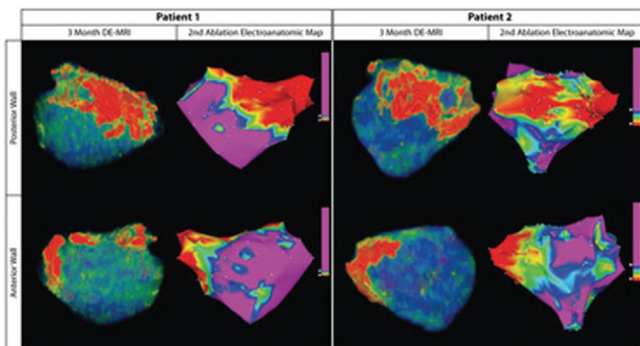 Patient 1
Patient 2
3 Month DE-MRI
2nd Ablation Electroanatomic Map
3 Month DE-MRI
2nd Ablation Electroanatomic Map
Posterior Wall
Anterior Wall